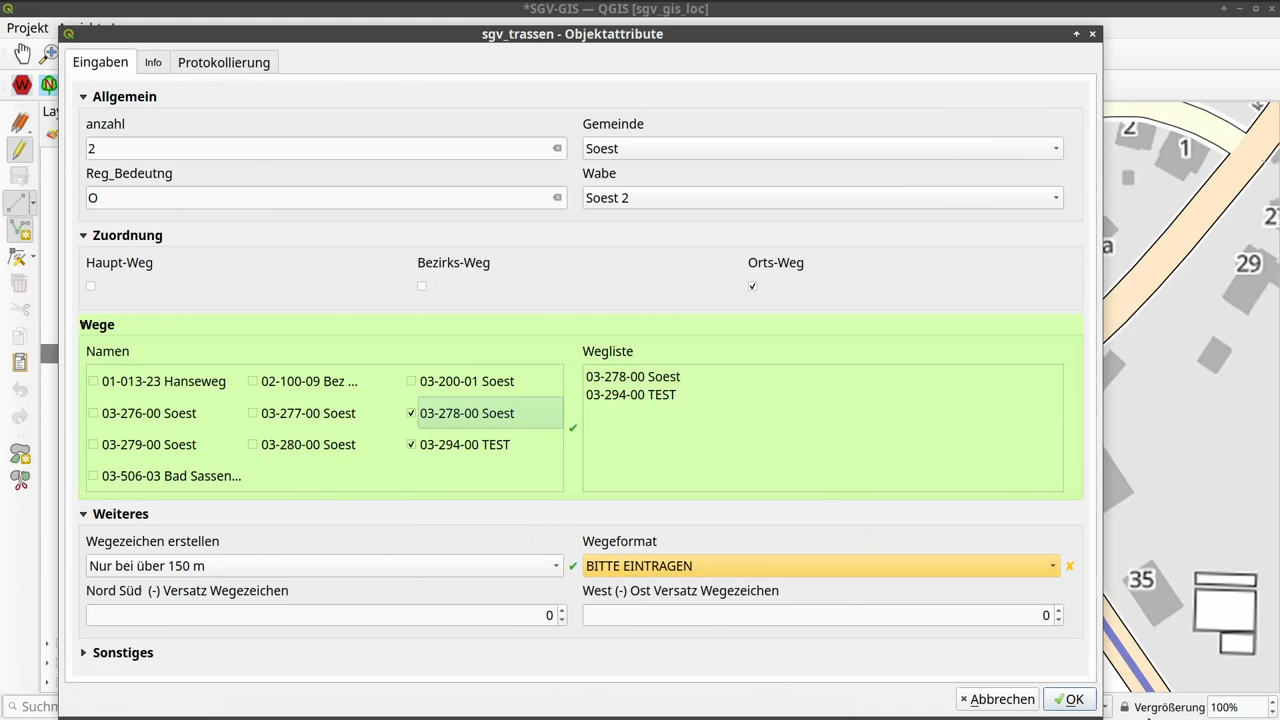 *SGV-GIS — QGIS [sgv_gis_loc]
Projekt
sgv_trassen - Objektattribute
Eingaben
Info
Protokollierung
Allgemein
anzahl
Gemeinde
2
Soest
Reg_Bedeutng
Wabe
O
Soest 2
Zuordnung
Haupt-Weg
Bezirks-Weg
Orts-Weg
Wege
Namen
Wegliste
01-013-23 Hanseweg
02-100-09 Bez ...
03-200-01 Soest
03-276-00 Soest
03-277-00 Soest
03-278-00 Soest
03-279-00 Soest
03-280-00 Soest
03-294-00 TEST
03-506-03 Bad Sassen...
03-278-00 Soest
03-294-00 TEST
Weiteres
Wegezeichen erstellen
Wegeformat
Nur bei über 150 m
BITTE EINTRAGEN
Nord Süd  (-) Versatz Wegezeichen
West (-) Ost Versatz Wegezeichen
0
0
Sonstiges
Abbrechen
OK
W
N
2
1
a
29
35
Vergrößerung
100%